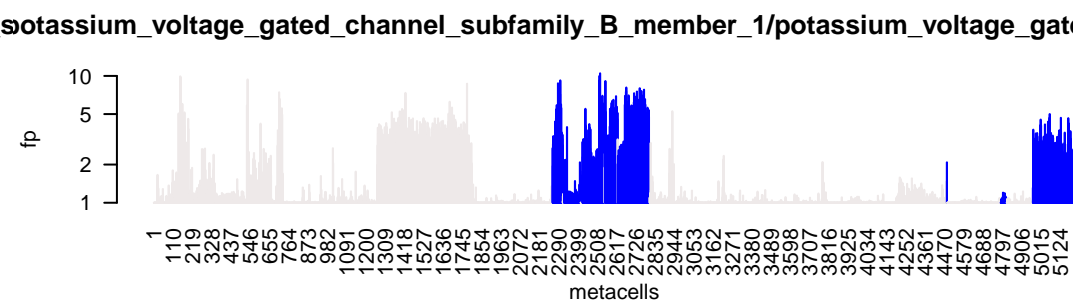 _spotassium_voltage_gated_channel_subfamily_B_member_1/potassium_voltage_gate
10
5
2
1
fp
1 110 219 328 437 546 655 764 873 982 1091 1200 1309 1418 1527 1636 1745 1854 1963 2072 2181 2290 2399 2508 2617 2726 2835 2944 3053 3162 3271 3380 3489 3598 3707 3816 3925 4034 4143 4252 4361 4470 4579 4688 4797 4906 5015 5124
metacells